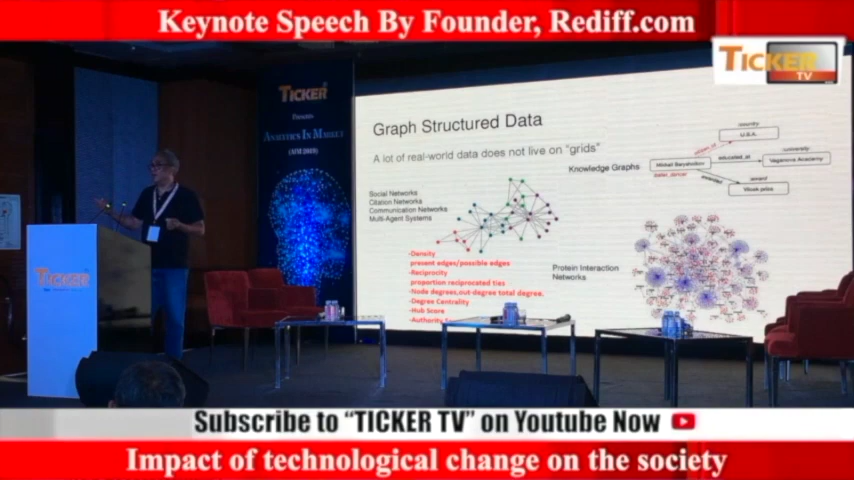 Keynote Speech By Founder, Rediff.com
TICKER
TV
TICKER
PRESENTS
ANALYTICS IN MARKET
Graph Structured Data
A lot of real-world data does not live on "grids"
Social Networks
Citation Networks
Communication Networks
Multi-Agent Systems
-Density
present edges/possible edges
-Reciprocity
proportion reciprocated ties
-Node degrees,out-degree total degree.
-Degree Centrality
-Hub Score
-Authority
Knowledge Graphs
:country
U.S.A.
:university
Mikhail Baryshnikov
educated_at
Vaganova Academy
:ballet_dancer
awarded
:award
Protein Interaction
Networks
TICKER
Subscribe to “TICKER TV” on Youtube Now
Impact of technological change on the society